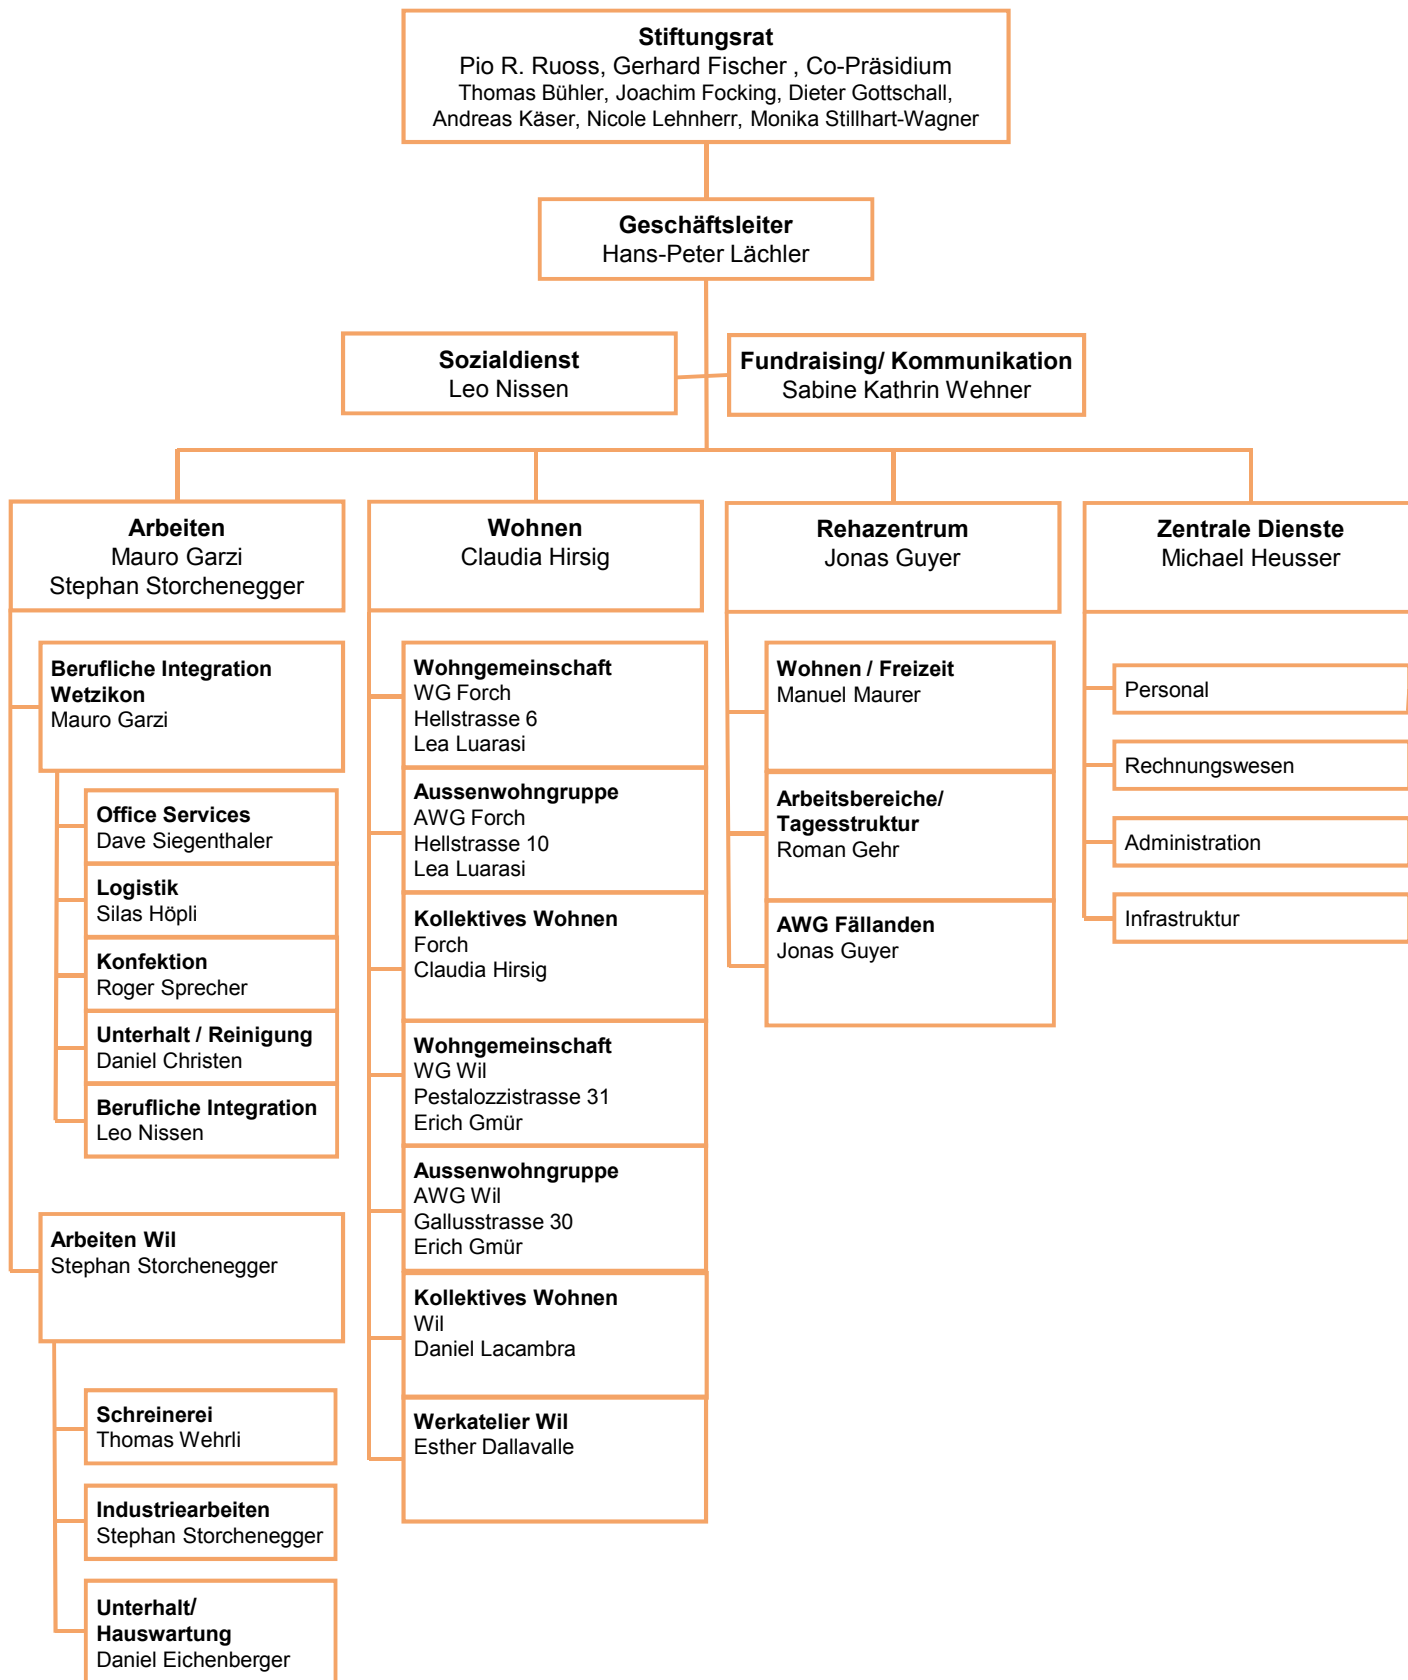 Stiftungsrat
Pio R. Ruoss, Gerhard Fischer , Co-Präsidium
Thomas Bühler, Joachim Focking, Dieter Gottschall,
Andreas Käser, Nicole Lehnherr, Monika Stillhart-Wagner
Geschäftsleiter
Hans-Peter Lächler
Sozialdienst
Leo Nissen
Fundraising/ Kommunikation
Sabine Kathrin Wehner
Arbeiten
Mauro Garzi
Stephan Storchenegger
Berufliche Integration
Wetzikon
Mauro Garzi
Office Services
Dave Siegenthaler
Logistik
Silas Höpli
Konfektion
Roger Sprecher
Unterhalt / Reinigung
Daniel Christen
Berufliche Integration
Leo Nissen
Arbeiten Wil
Stephan Storchenegger
Schreinerei
Thomas Wehrli
Industriearbeiten
Stephan Storchenegger
Unterhalt/
Hauswartung
Daniel Eichenberger
Wohnen
Claudia Hirsig
Wohngemeinschaft
WG Forch
Hellstrasse 6
Lea Luarasi
Aussenwohngruppe
AWG Forch
Hellstrasse 10
Lea Luarasi
Kollektives Wohnen
Forch
Claudia Hirsig
Wohngemeinschaft
WG Wil
Pestalozzistrasse 31
Erich Gmür
Aussenwohngruppe
AWG Wil
Gallusstrasse 30
Erich Gmür
Kollektives Wohnen
Wil
Daniel Lacambra
Werkatelier Wil
Esther Dallavalle
Rehazentrum
Jonas Guyer
Wohnen / Freizeit
Manuel Maurer
Arbeitsbereiche/
Tagesstruktur
Roman Gehr
AWG Fällanden
Jonas Guyer
Zentrale Dienste
Michael Heusser
Personal
Rechnungswesen
Administration
Infrastruktur